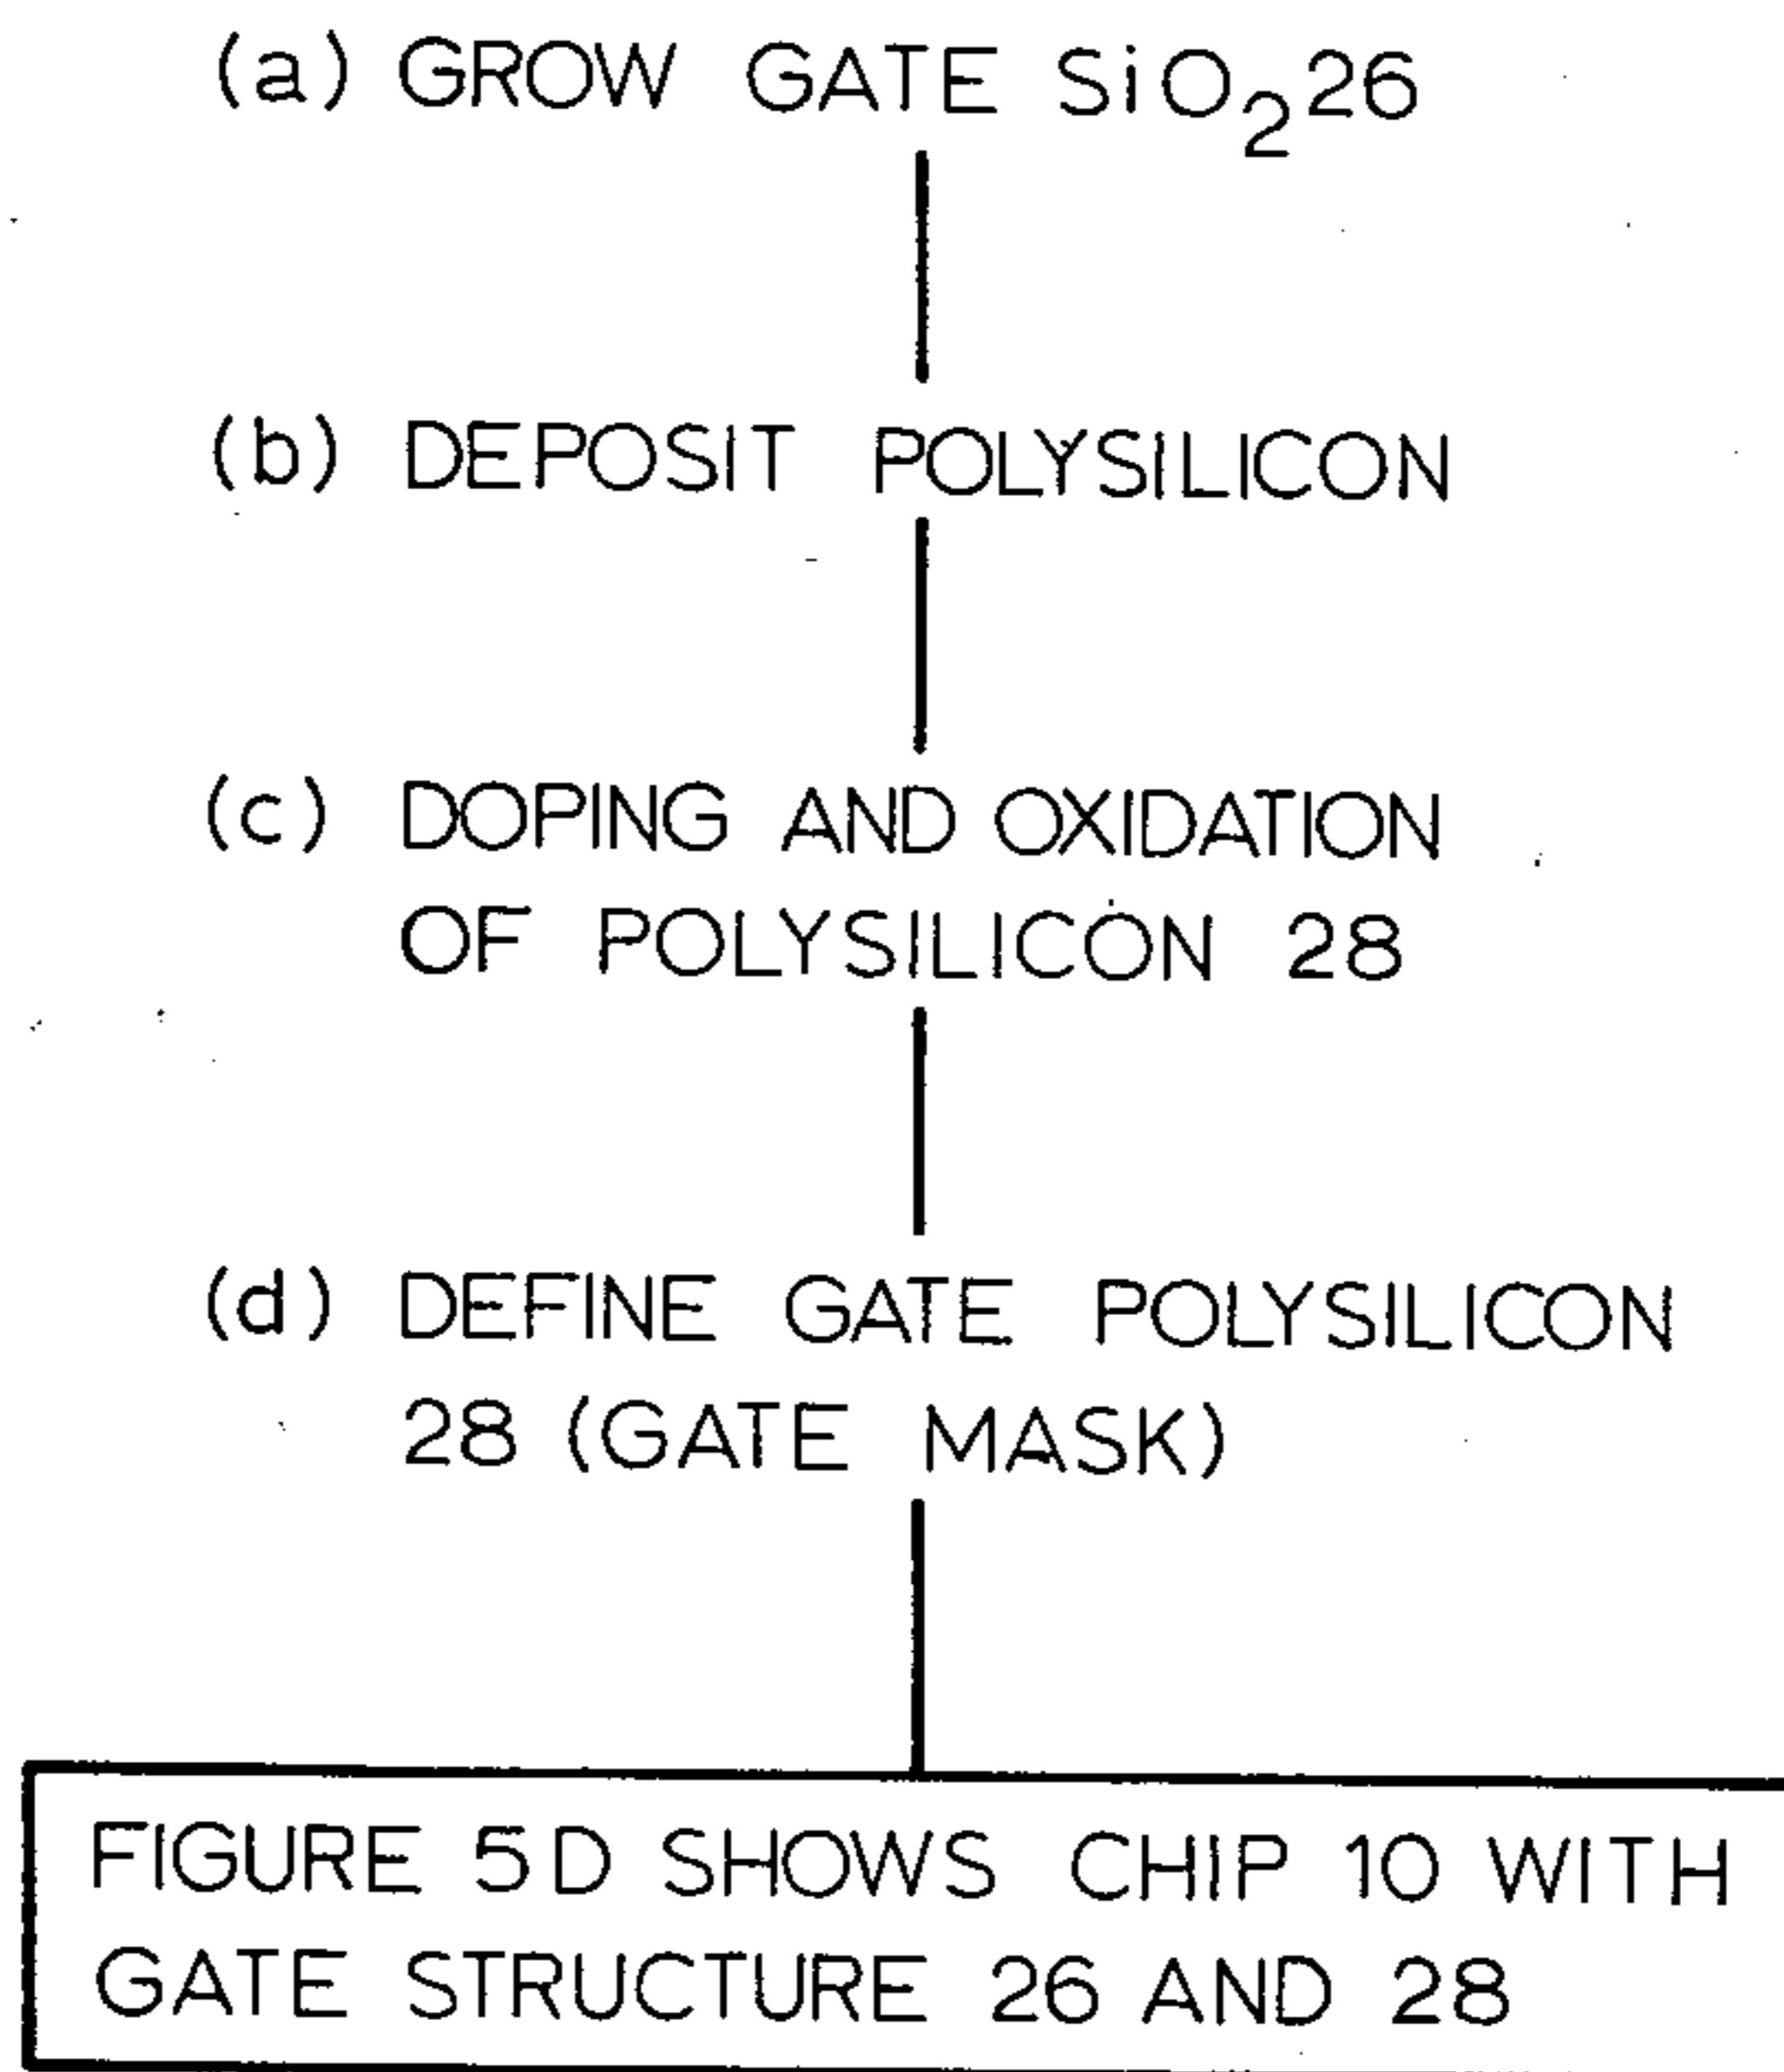 (a) GROW GATE SiO₂26
(b) DEPOSIT POLYSILICON
(c) DOPING AND OXIDATION
OF POLYSILICON 28
(d) DEFINE GATE POLYSILICON
28 (GATE MASK)
FIGURE 5D SHOWS CHIP 10 WITH
GATE STRUCTURE 26 AND 28